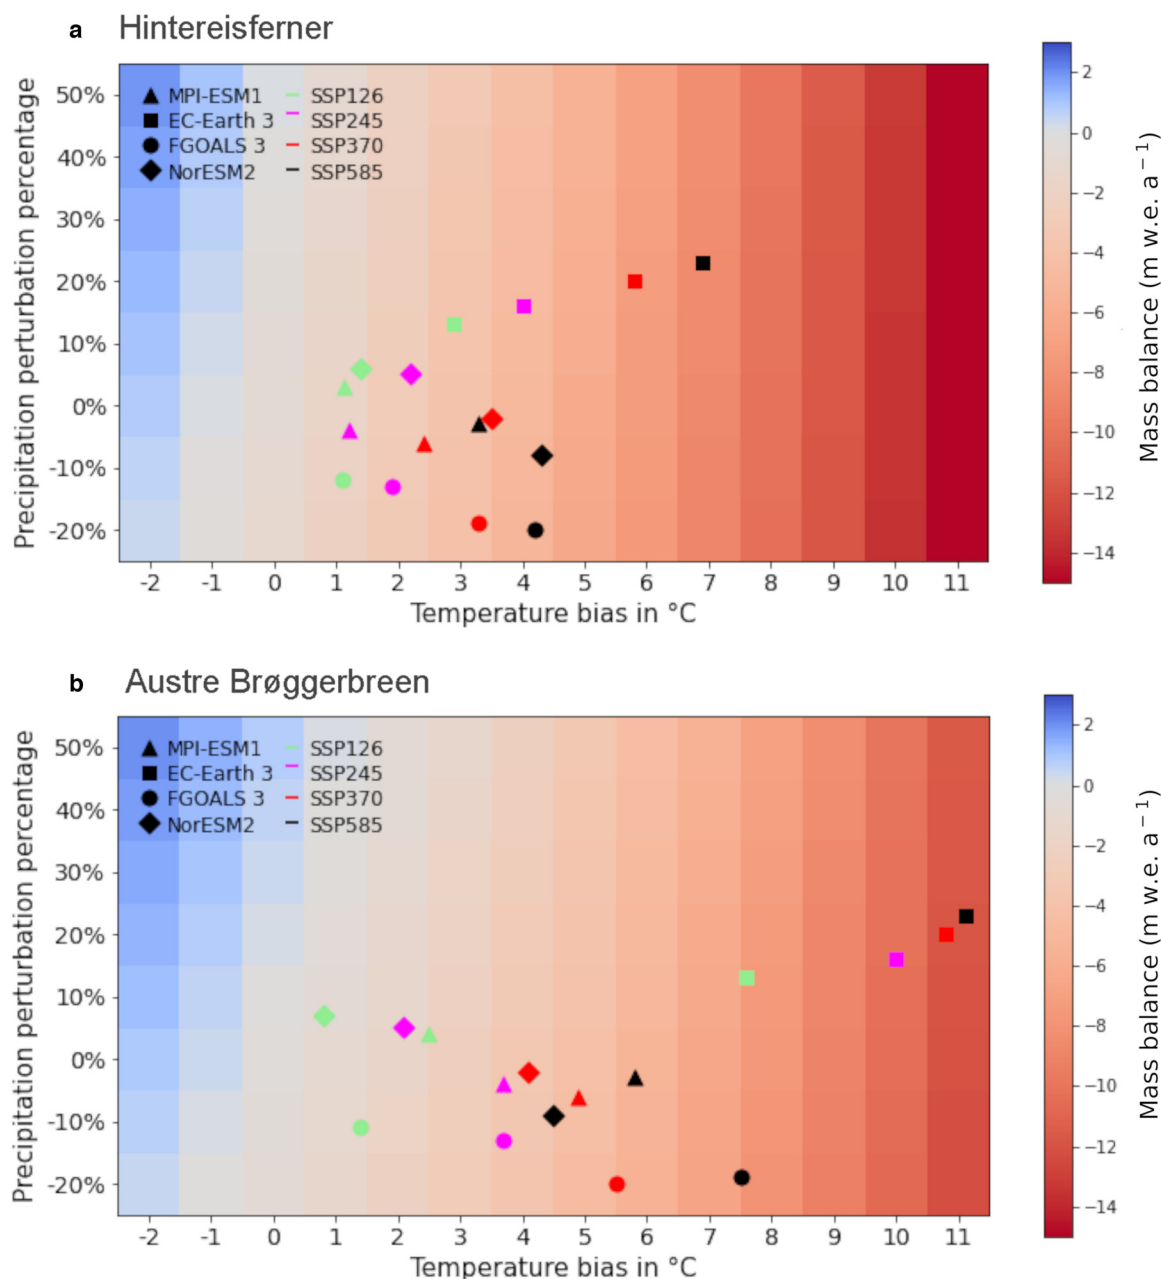 a Hintereisferner
Precipitation perturbation percentage
50%
40%
30%
20%
10%
0%
-10%
-20%
MPI-ESM1 SSP126
EC-Earth 3 SSP245
FGOALS 3 SSP370
NorESM2 SSP585
-2 -1 0 1 2 3 4 5 6 7 8 9 10 11
Temperature bias in °C
2
0
−2
−4
−6
−8
−10
−12
−14
Mass balance (m w.e. a⁻¹)
b Austre Brøggerbreen
Precipitation perturbation percentage
50%
40%
30%
20%
10%
0%
-10%
-20%
MPI-ESM1 SSP126
EC-Earth 3 SSP245
FGOALS 3 SSP370
NorESM2 SSP585
-2 -1 0 1 2 3 4 5 6 7 8 9 10 11
Temperature bias in °C
2
0
−2
−4
−6
−8
−10
−12
−14
Mass balance (m w.e. a⁻¹)